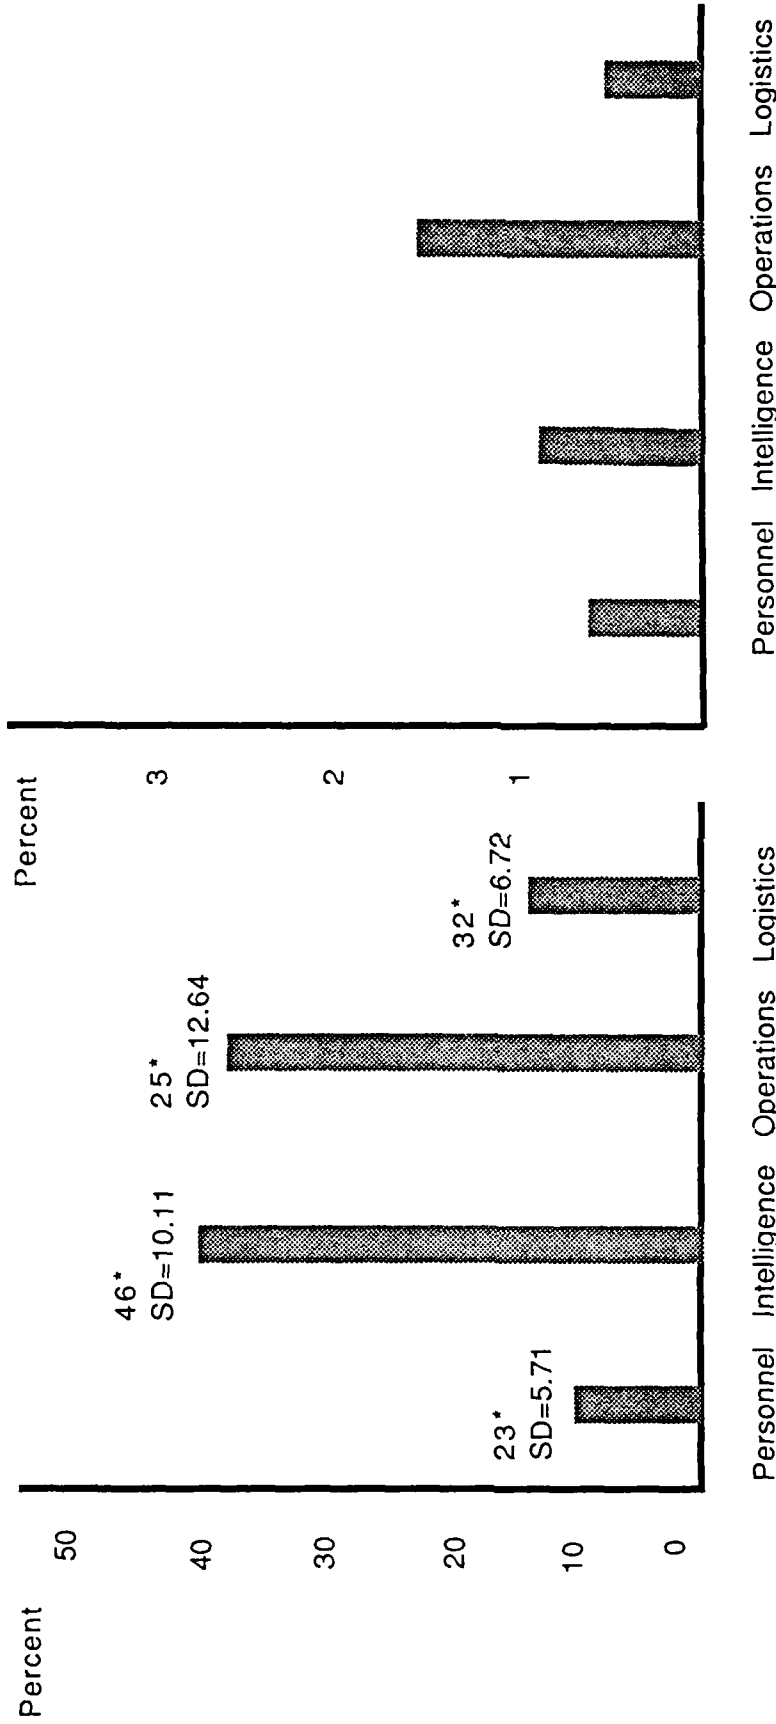 Percent
50
40
30
20
10
0
46*
SD=10.11
25*
SD=12.64
32*
SD=6.72
23*
SD=5.71
Personnel Intelligence Operations Logistics
Percent
3
2
1
Personnel Intelligence Operations Logistics